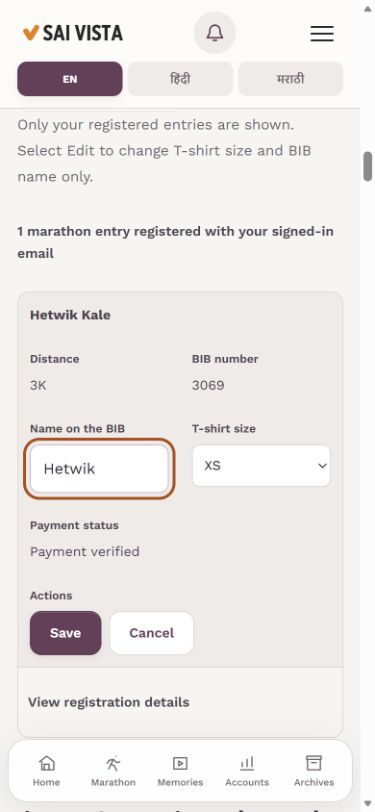 SAI VISTA
EN हिंदी मराठी
Only your registered entries are shown.
Select Edit to change T-shirt size and BIB
name only.
1 marathon entry registered with your signed-in
email
Hetwik Kale
Distance BIB number
3K 3069
Name on the BIB T-shirt size
Hetwik XS
Payment status
Payment verified
Actions
Save Cancel
View registration details
Home Marathon Memories Accounts Archives